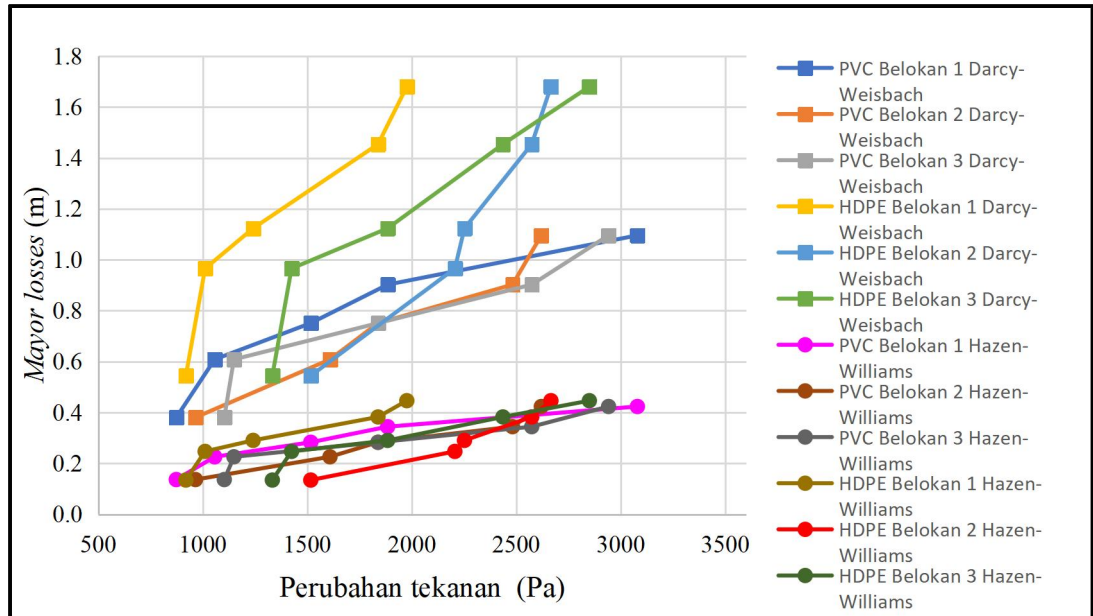 1.8
1.6
1.4
1.2
1.0
0.8
0.6
0.4
0.2
0.0
Mayor losses (m)
500 1000 1500 2000 2500 3000 3500
Perubahan tekanan (Pa)
PVC Belokan 1 Darcy-
Weisbach
PVC Belokan 2 Darcy-
Weisbach
PVC Belokan 3 Darcy-
Weisbach
HDPE Belokan 1 Darcy-
Weisbach
HDPE Belokan 2 Darcy-
Weisbach
HDPE Belokan 3 Darcy-
Weisbach
PVC Belokan 1 Hazen-
Williams
PVC Belokan 2 Hazen-
Williams
PVC Belokan 3 Hazen-
Williams
HDPE Belokan 1 Hazen-
Williams
HDPE Belokan 2 Hazen-
Williams
HDPE Belokan 3 Hazen-
Williams